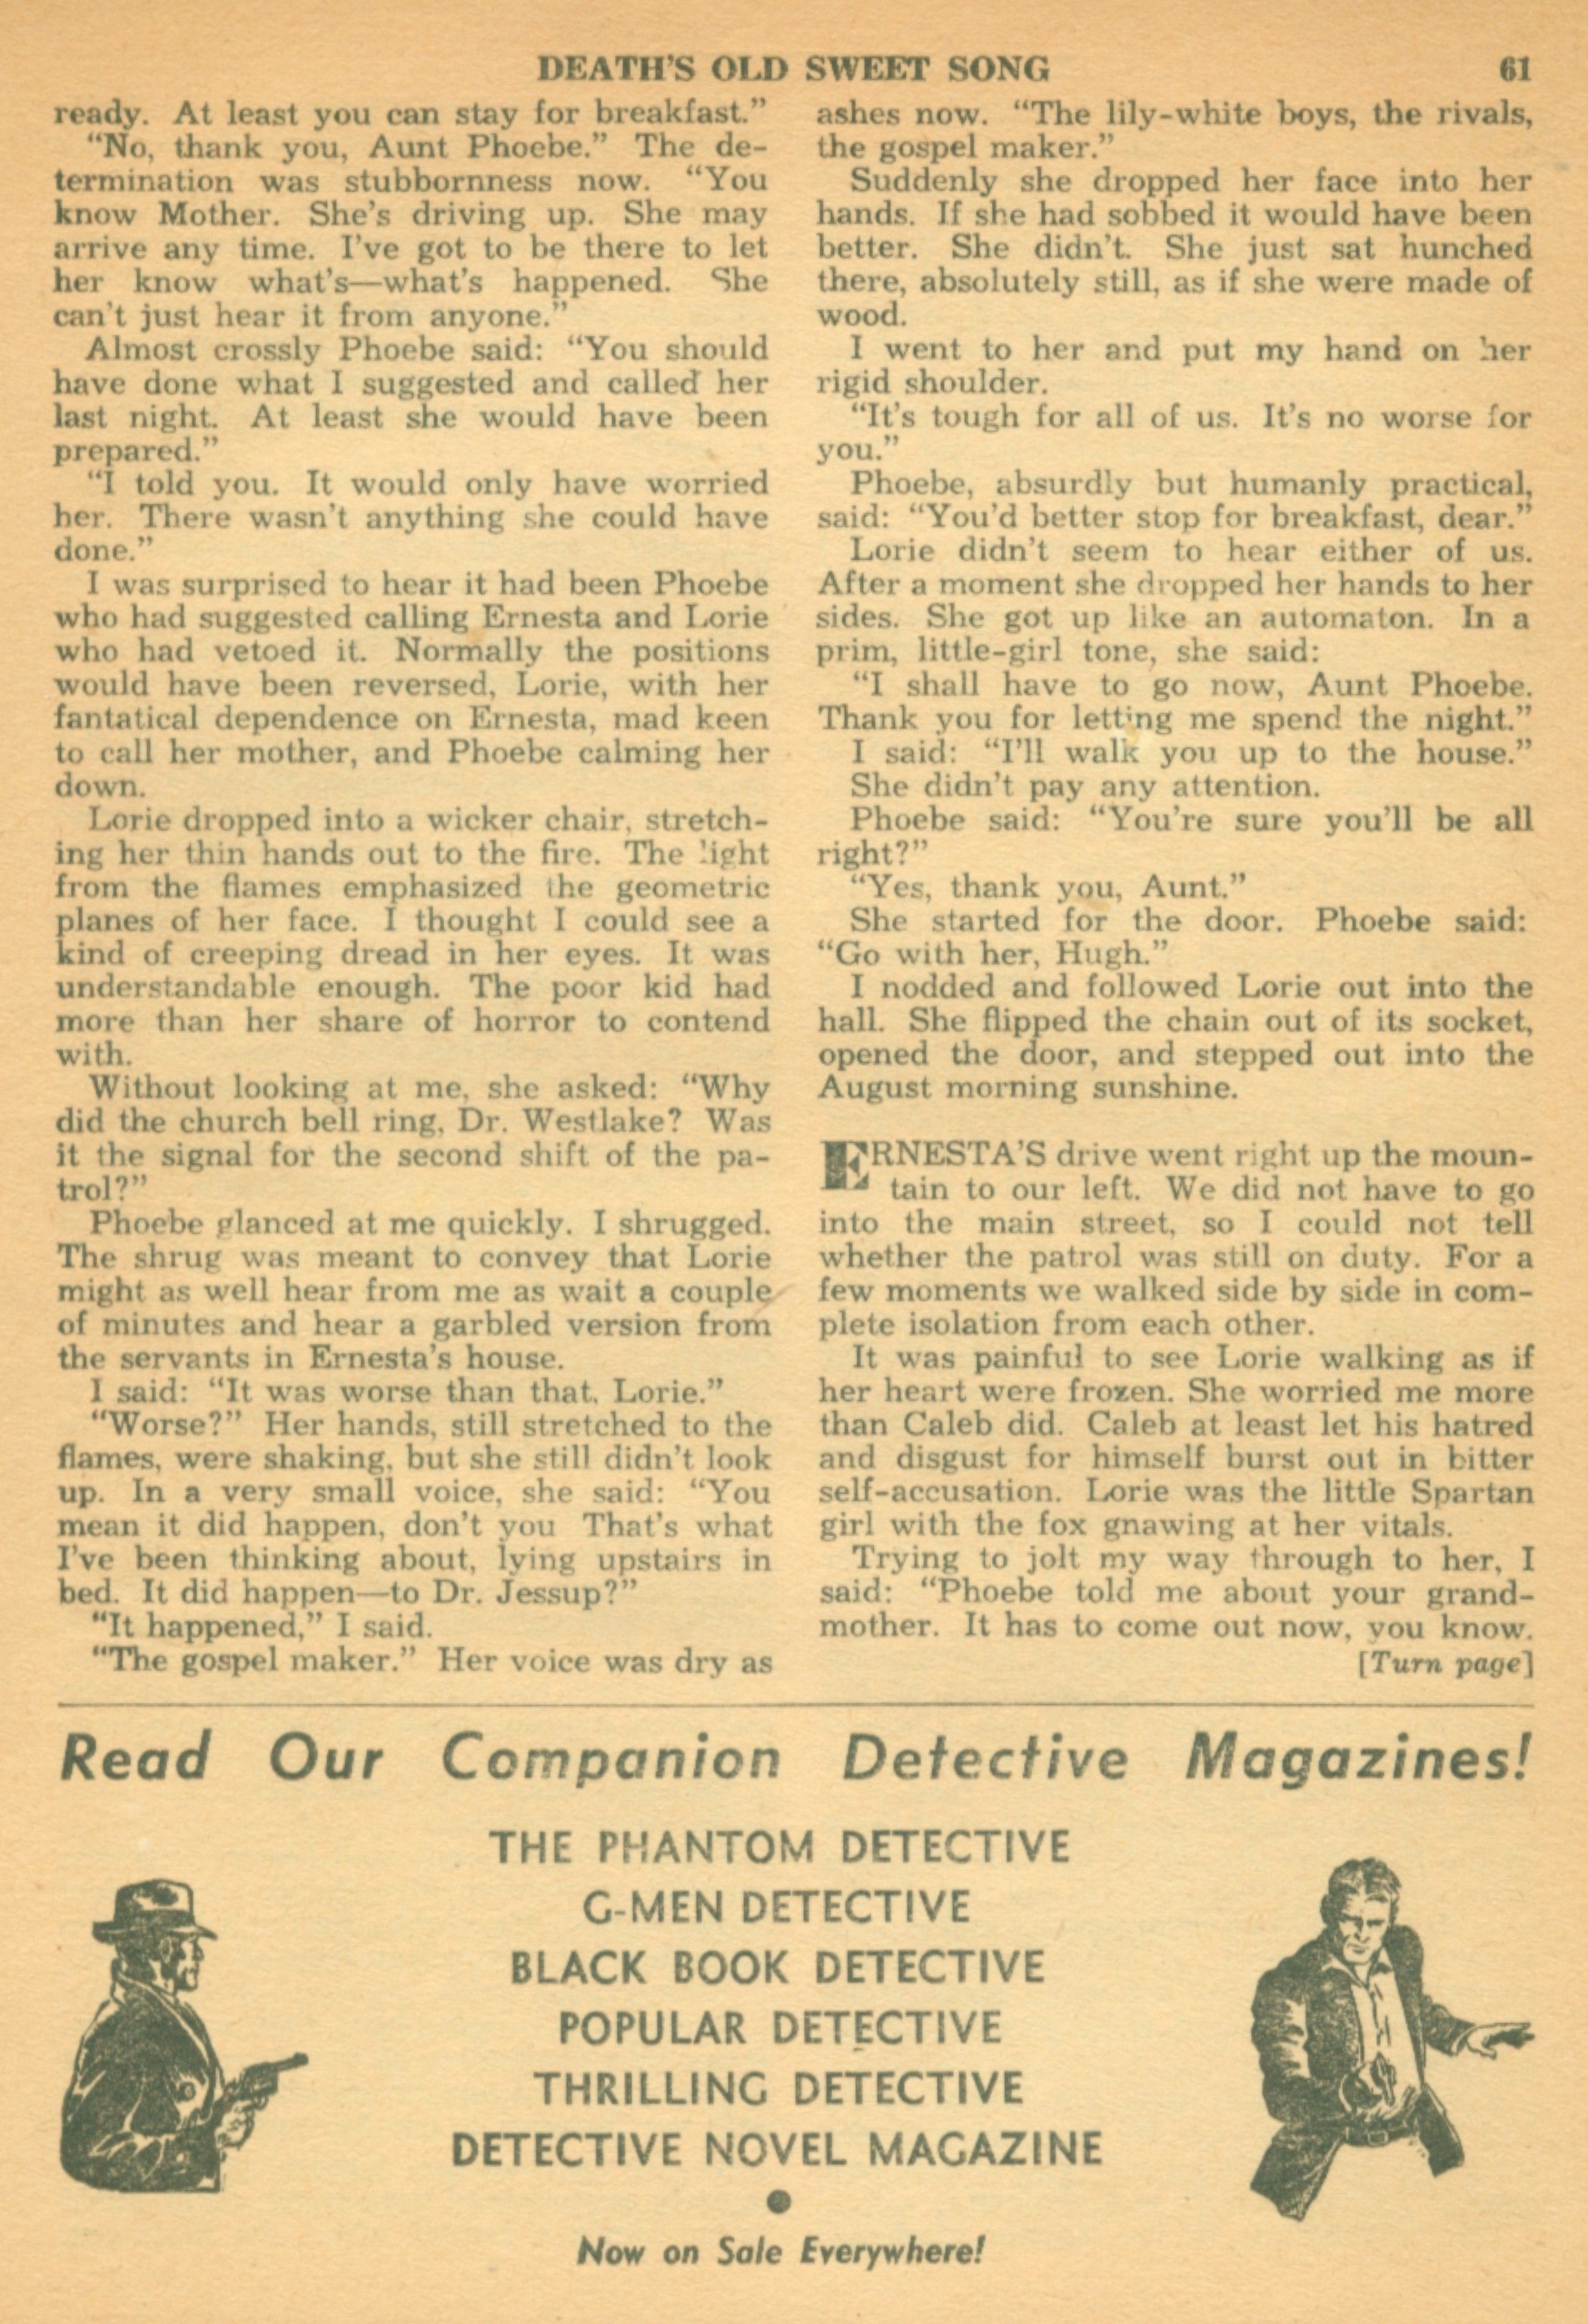 DEATH'S OLD SWEET SONG 61
ready. At least you can stay for breakfast."
"No, thank you, Aunt Phoebe." The de-
termination was stubbornness now. "You
know Mother. She's driving up. She may
arrive any time. I've got to be there to let
her know what's—what's happened. She
can't just hear it from anyone."
Almost crossly Phoebe said: "You should
have done what I suggested and called her
last night. At least she would have been
prepared."
"I told you. It would only have worried
her. There wasn't anything she could have
done."
I was surprised to hear it had been Phoebe
who had suggested calling Ernesta and Lorie
who had vetoed it. Normally the positions
would have been reversed, Lorie, with her
fantatical dependence on Ernesta, mad keen
to call her mother, and Phoebe calming her
down.
Lorie dropped into a wicker chair, stretch-
ing her thin hands out to the fire. The light
from the flames emphasized the geometric
planes of her face. I thought I could see a
kind of creeping dread in her eyes. It was
understandable enough. The poor kid had
more than her share of horror to contend
with.
Without looking at me, she asked: "Why
did the church bell ring, Dr. Westlake? Was
it the signal for the second shift of the pa-
trol?"
Phoebe glanced at me quickly. I shrugged.
The shrug was meant to convey that Lorie
might as well hear from me as wait a couple
of minutes and hear a garbled version from
the servants in Ernesta's house.
I said: "It was worse than that, Lorie."
"Worse?" Her hands, still stretched to the
flames, were shaking, but she still didn't look
up. In a very small voice, she said: "You
mean it did happen, don't you That's what
I've been thinking about, lying upstairs in
bed. It did happen—to Dr. Jessup?"
"It happened," I said.
"The gospel maker." Her voice was dry as
ashes now. "The lily-white boys, the rivals,
the gospel maker."
Suddenly she dropped her face into her
hands. If she had sobbed it would have been
better. She didn't. She just sat hunched
there, absolutely still, as if she were made of
wood.
I went to her and put my hand on her
rigid shoulder.
"It's tough for all of us. It's no worse for
you."
Phoebe, absurdly but humanly practical,
said: "You'd better stop for breakfast, dear."
Lorie didn't seem to hear either of us.
After a moment she dropped her hands to her
sides. She got up like an automaton. In a
prim, little-girl tone, she said:
"I shall have to go now, Aunt Phoebe.
Thank you for letting me spend the night."
I said: "I'll walk you up to the house."
She didn't pay any attention.
Phoebe said: "You're sure you'll be all
right?"
"Yes, thank you, Aunt."
She started for the door. Phoebe said:
"Go with her, Hugh."
I nodded and followed Lorie out into the
hall. She flipped the chain out of its socket,
opened the door, and stepped out into the
August morning sunshine.
ERNESTA'S drive went right up the moun-
tain to our left. We did not have to go
into the main street, so I could not tell
whether the patrol was still on duty. For a
few moments we walked side by side in com-
plete isolation from each other.
It was painful to see Lorie walking as if
her heart were frozen. She worried me more
than Caleb did. Caleb at least let his hatred
and disgust for himself burst out in bitter
self-accusation. Lorie was the little Spartan
girl with the fox gnawing at her vitals.
Trying to jolt my way through to her, I
said: "Phoebe told me about your grand-
mother. It has to come out now, you know.
[Turn page]
Read Our Companion Detective Magazines!
THE PHANTOM DETECTIVE
G-MEN DETECTIVE
BLACK BOOK DETECTIVE
POPULAR DETECTIVE
THRILLING DETECTIVE
DETECTIVE NOVEL MAGAZINE
Now on Sale Everywhere!